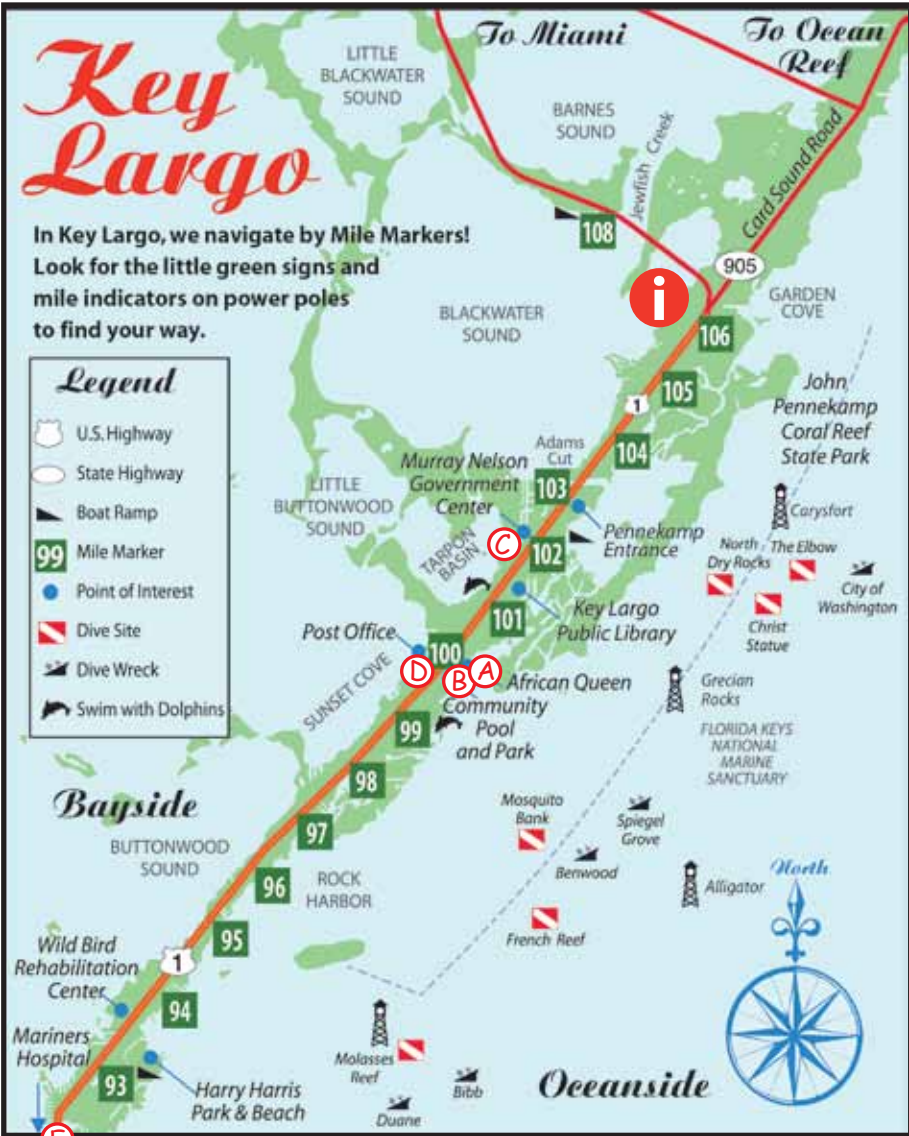 Key
Largo
In Key Largo, we navigate by Mile Markers!
Look for the little green signs and
mile indicators on power poles
to find your way.
To Miami
To Ocean
Reef
LITTLE
BLACKWATER
SOUND
BARNES
SOUND
Jewfish Creek
Card Sound Road
108
905
i
GARDEN
COVE
BLACKWATER
SOUND
106
105
1
104
John
Pennekamp
Coral Reef
State Park
Legend
U.S. Highway
State Highway
Boat Ramp
99
Mile Marker
Point of Interest
Dive Site
Dive Wreck
Swim with Dolphins
Adams
Cut
103
Murray Nelson
Government
Center
C
102
Pennekamp
Entrance
LITTLE
BUTTONWOOD
SOUND
TARPON
BASIN
101
Key Largo
Public Library
Carysfort
North
Dry Rocks
The Elbow
City of
Washington
Christ
Statue
Post Office
100
D
B
A
African Queen
SUNSET COVE
Community
Pool
and Park
99
Grecian
Rocks
FLORIDA KEYS
NATIONAL
MARINE
SANCTUARY
98
Bayside
97
BUTTONWOOD
SOUND
96
ROCK
HARBOR
95
Mosquito
Bank
Spiegel
Grove
Benwood
Alligator
French Reef
North
Wild Bird
Rehabilitation
Center
1
94
Mariners
Hospital
93
Harry Harris
Park & Beach
Molasses
Reef
Bibb
Duane
Oceanside